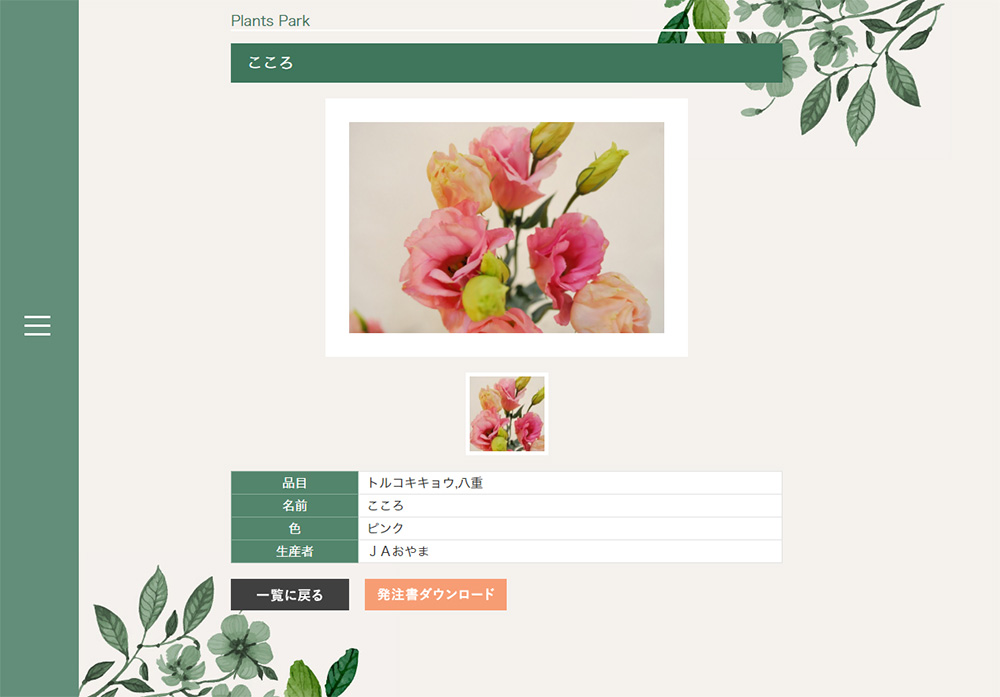 Plants Park
こころ
品目 トルコキキョウ,八重
名前 こころ
色 ピンク
生産者 ＪＡおやま
一覧に戻る 発注書ダウンロード